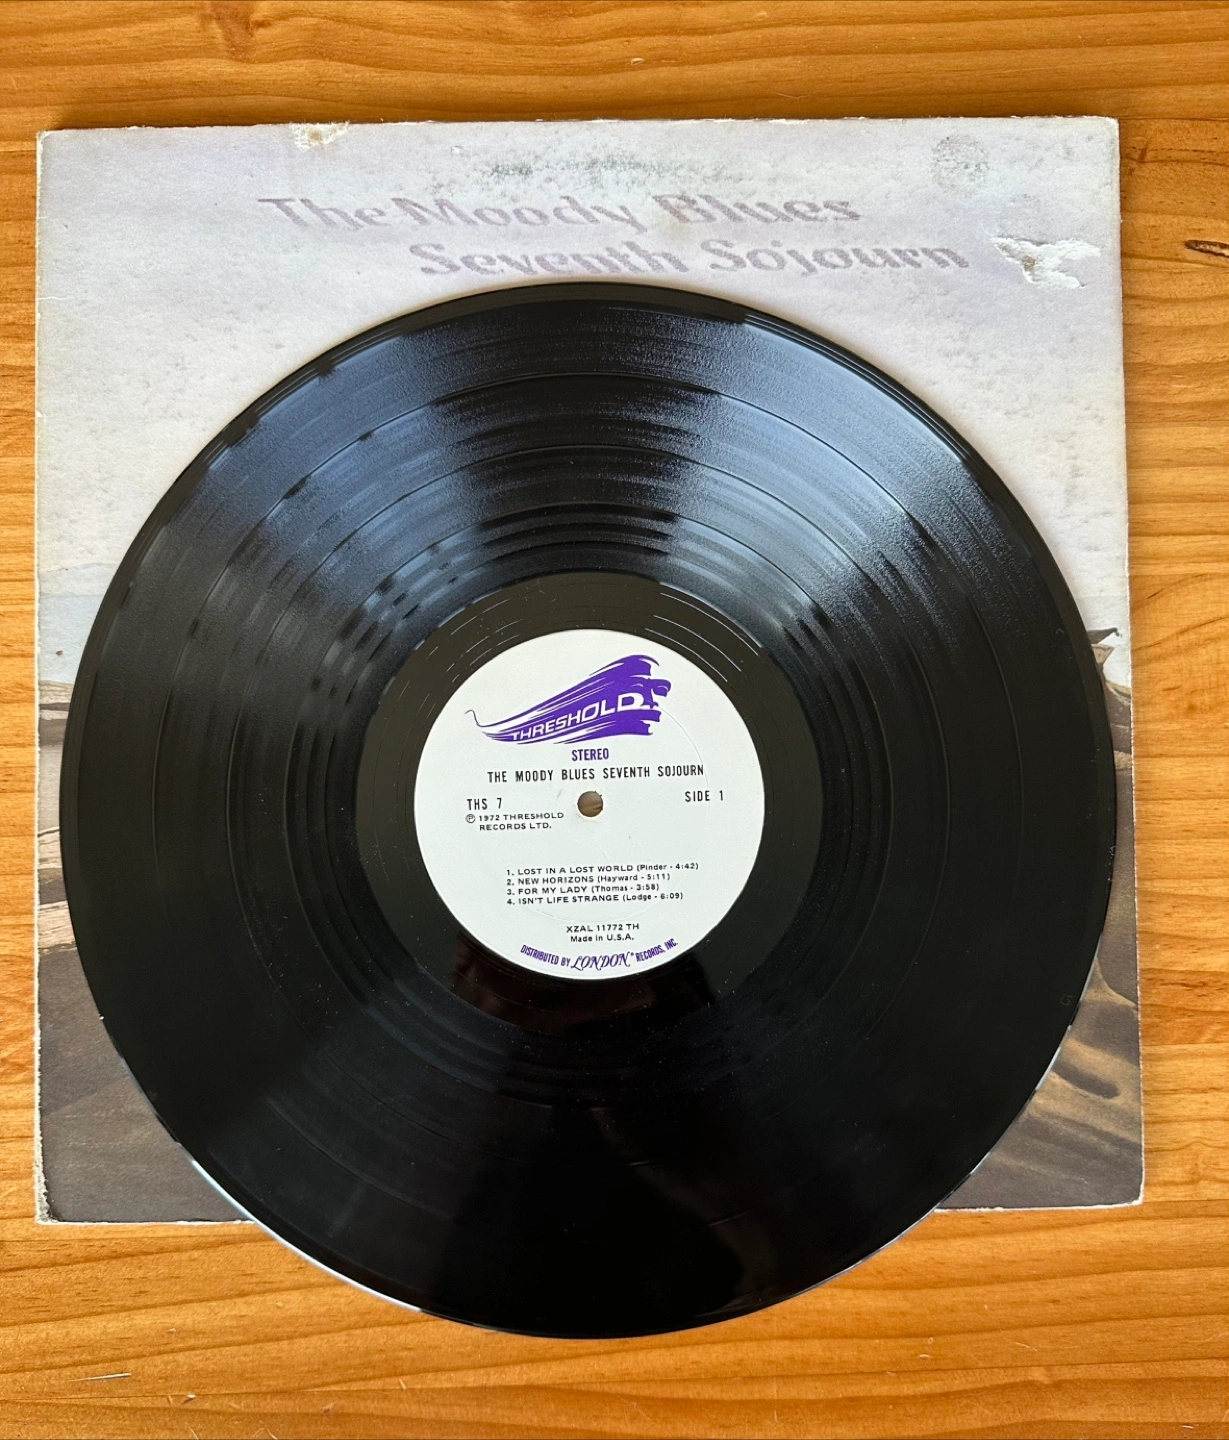 The Moody Blues
Seventh Sojourn
THRESHOLD
STEREO
THE MOODY BLUES SEVENTH SOJOURN
THS 7 SIDE 1
℗ 1972 THRESHOLD
RECORDS LTD.
1. LOST IN A LOST WORLD (Pinder - 4:42)
2. NEW HORIZONS (Hayward - 5:11)
3. FOR MY LADY (Thomas - 3:58)
4. ISN'T LIFE STRANGE (Lodge - 6:09)
XZAL 11772 TH
Made in U.S.A.
DISTRIBUTED BY LONDON® RECORDS, INC.